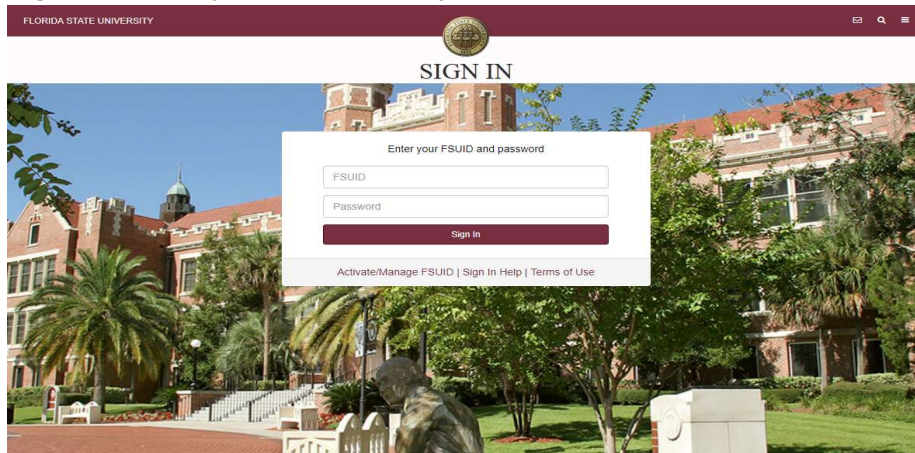 FLORIDA STATE UNIVERSITY
SIGN IN
Enter your FSUID and password
FSUID
Password
Sign In
Activate/Manage FSUID | Sign In Help | Terms of Use